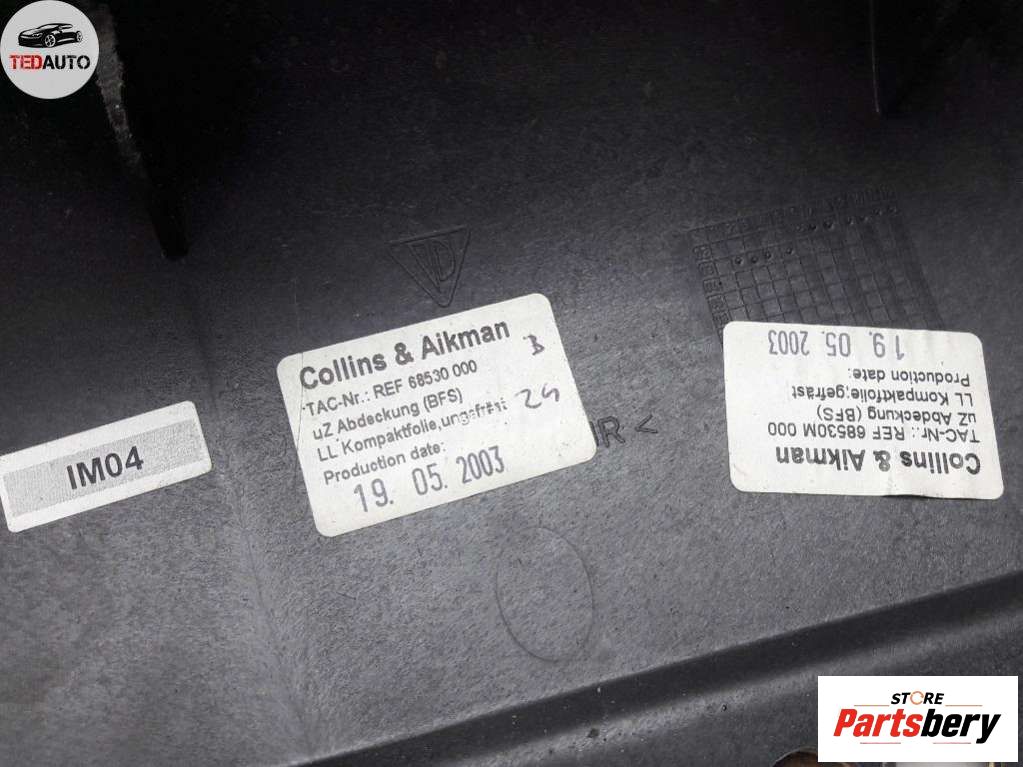 TEDAUTO
Collins & Aikman
TAC-Nr.: REF 68530 000
uZ Abdeckung (BFS)
LL Kompaktfolie,ungefräst
Production date:
19. 05. 2003
B
24
IM04
Collins & Aikman
TAC-Nr.: REF 68530M 000
uZ Abdeckung (BFS)
LL Kompaktfolie,gefräst
Production date:
19. 05. 2003
STORE
Partsbery